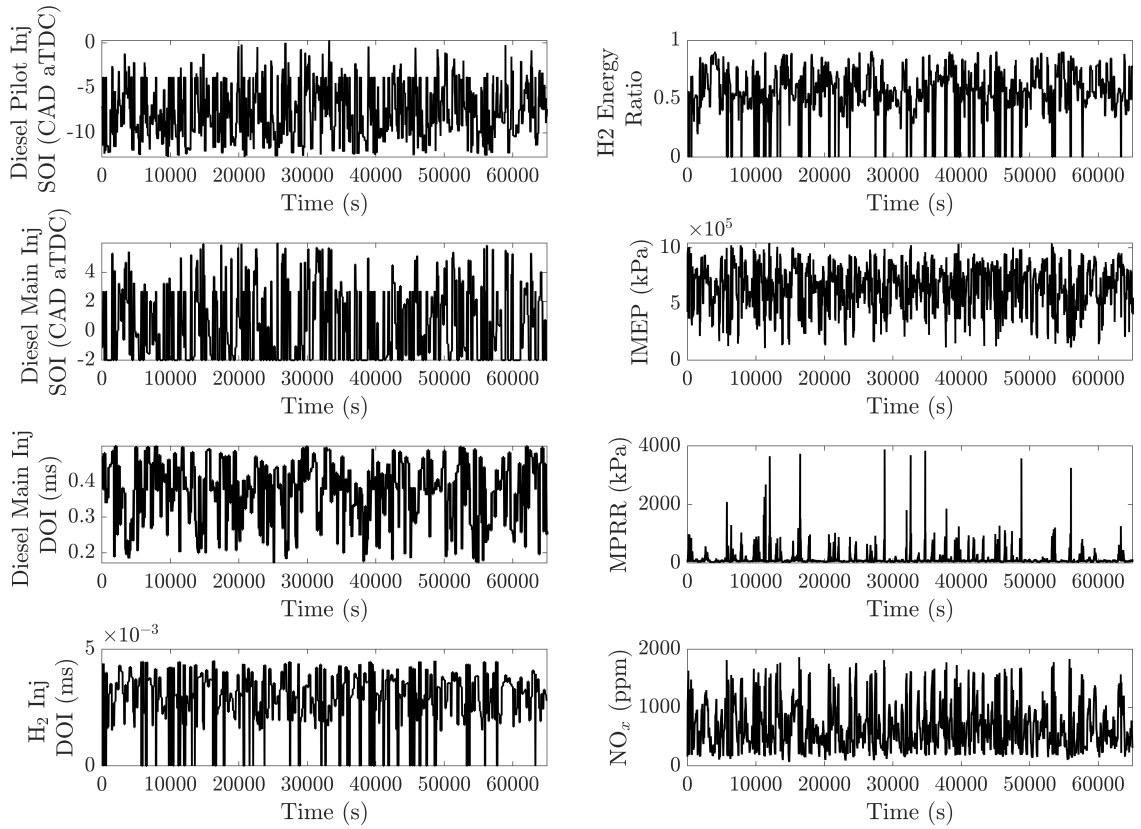 Diesel Pilot Inj
SOI (CAD aTDC)
0
-5
-10
0 10000 20000 30000 40000 50000 60000
Time (s)
H2 Energy
Ratio
1
0.5
0
0 10000 20000 30000 40000 50000 60000
Time (s)
Diesel Main Inj
SOI (CAD aTDC)
4
2
0
-2
0 10000 20000 30000 40000 50000 60000
Time (s)
×10⁵
IMEP (kPa)
10
5
0
0 10000 20000 30000 40000 50000 60000
Time (s)
Diesel Main Inj
DOI (ms)
0.4
0.3
0.2
0 10000 20000 30000 40000 50000 60000
Time (s)
MPRR (kPa)
4000
2000
0
0 10000 20000 30000 40000 50000 60000
Time (s)
×10⁻³
H₂ Inj
DOI (ms)
5
0
0 10000 20000 30000 40000 50000 60000
Time (s)
NOₓ (ppm)
2000
1000
0
0 10000 20000 30000 40000 50000 60000
Time (s)